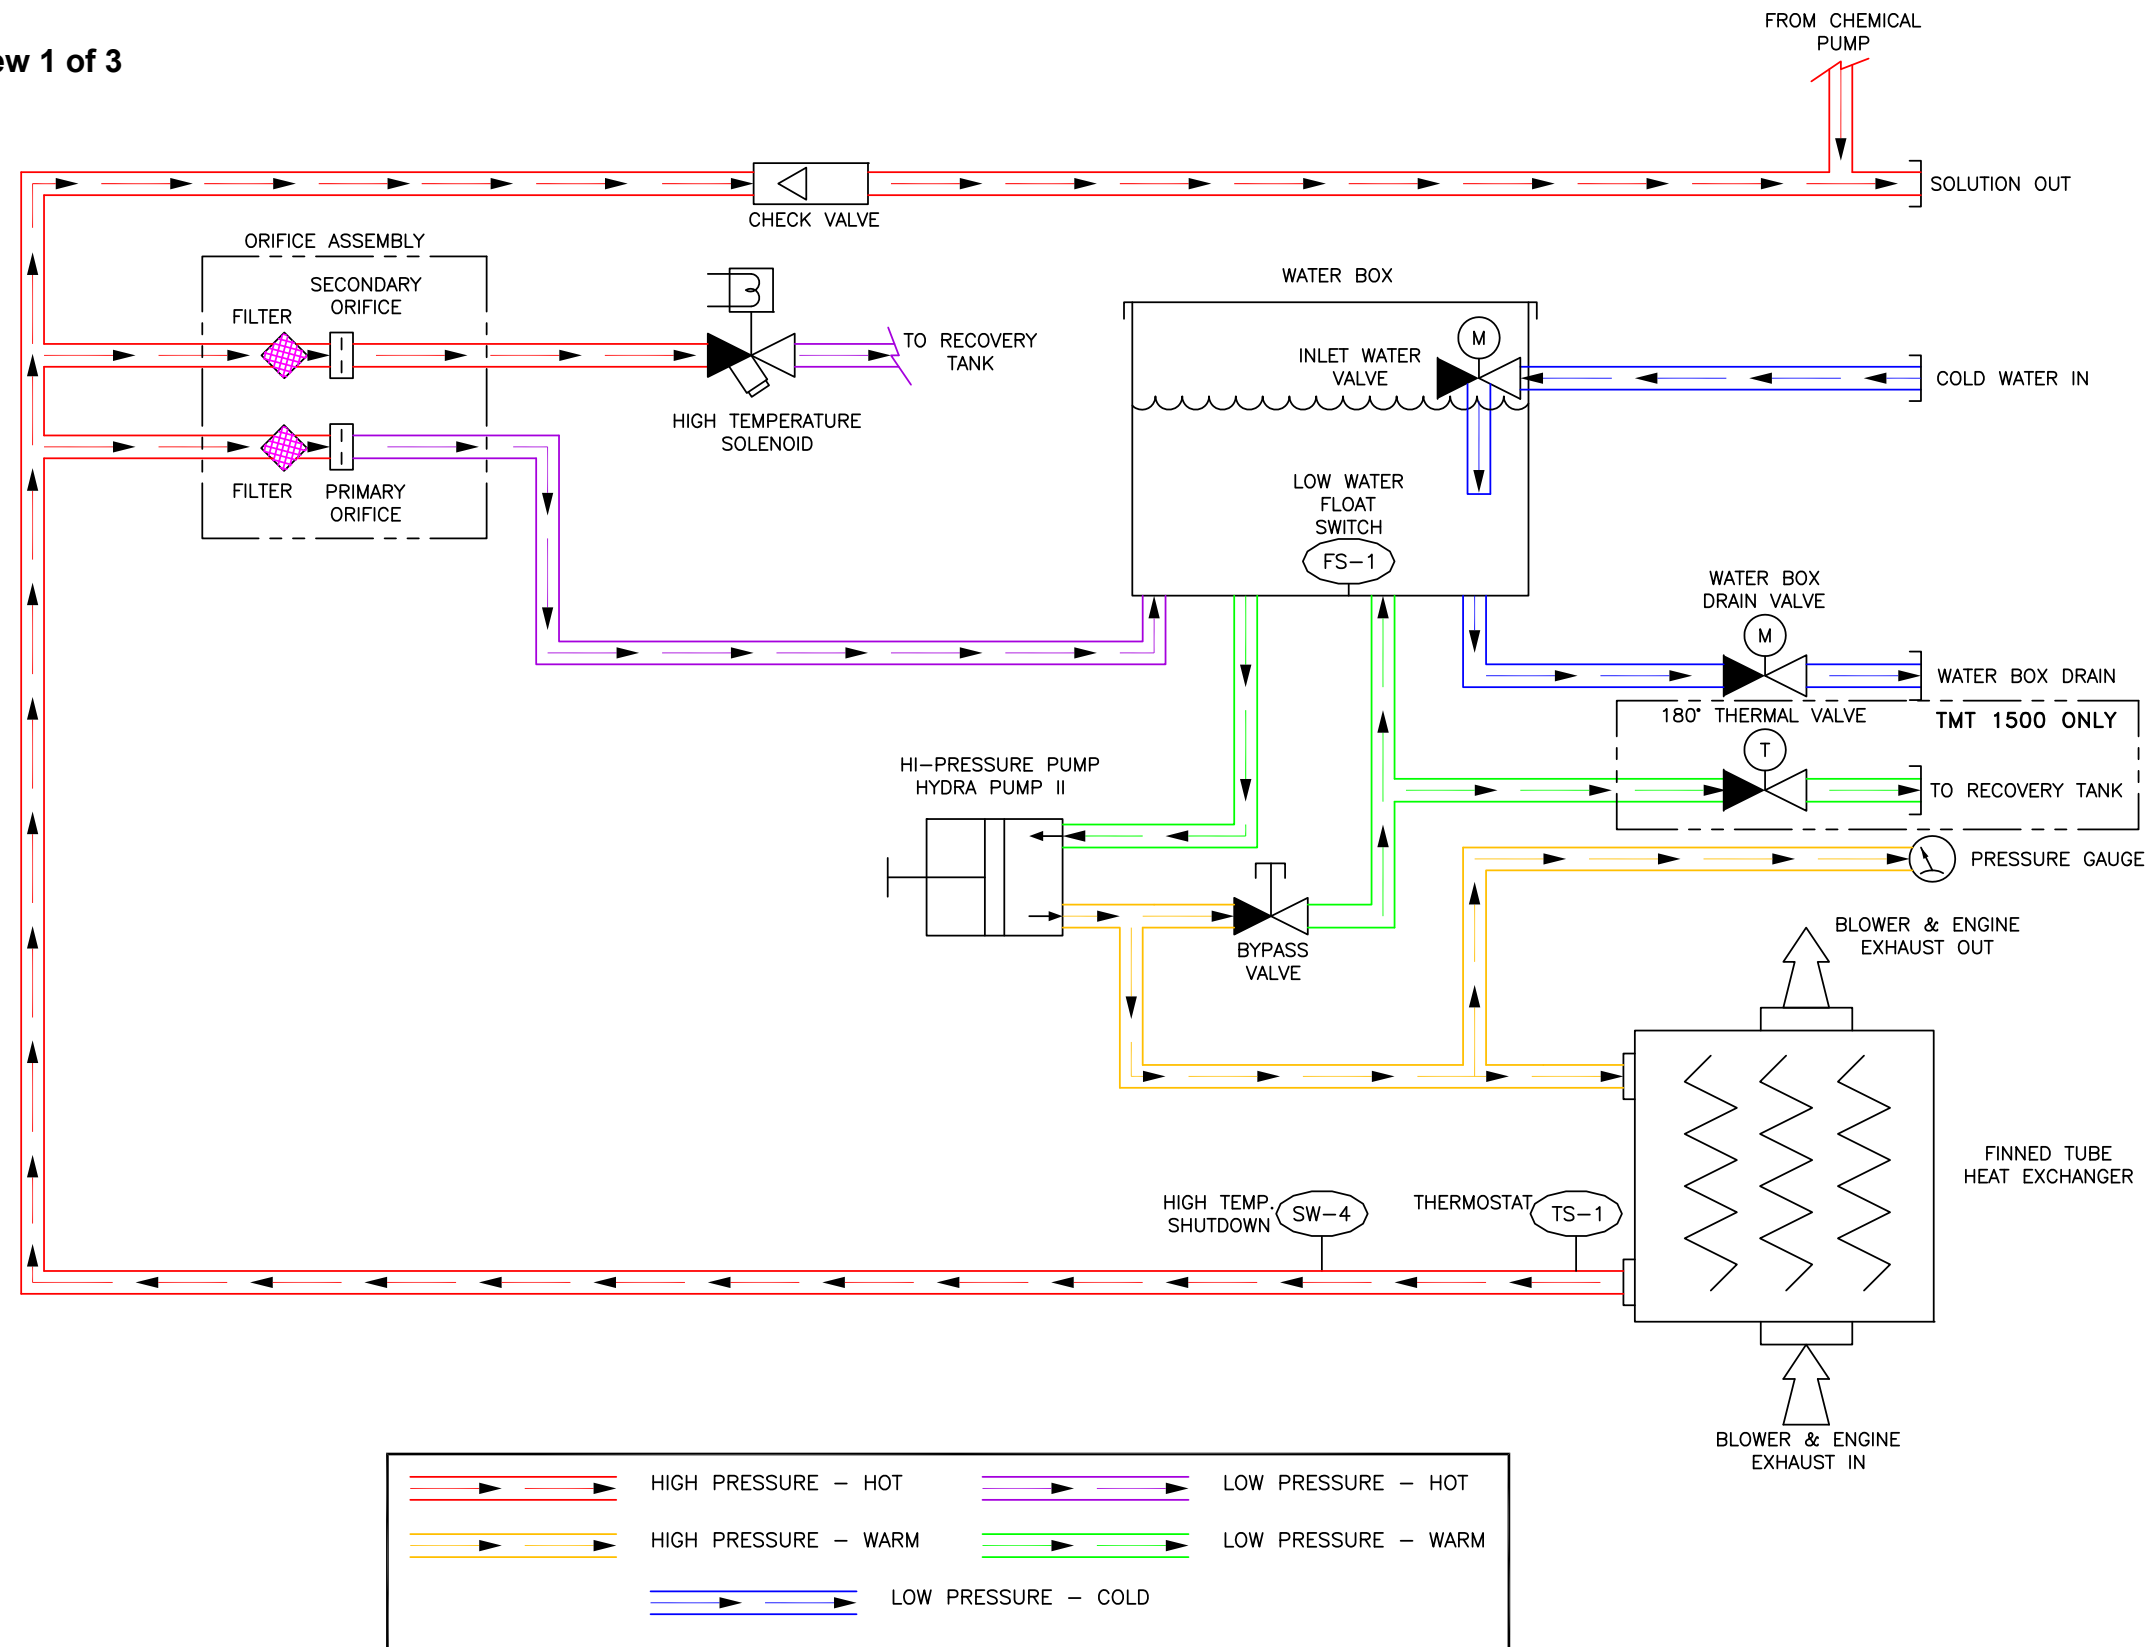 ew 1 of 3
FROM CHEMICAL
PUMP
SOLUTION OUT
CHECK VALVE
ORIFICE ASSEMBLY
SECONDARY
ORIFICE
FILTER
TO RECOVERY
TANK
HIGH TEMPERATURE
SOLENOID
FILTER
PRIMARY
ORIFICE
WATER BOX
M
INLET WATER
VALVE
COLD WATER IN
LOW WATER
FLOAT
SWITCH
FS-1
WATER BOX
DRAIN VALVE
M
WATER BOX DRAIN
180° THERMAL VALVE
TMT 1500 ONLY
T
TO RECOVERY TANK
HI-PRESSURE PUMP
HYDRA PUMP II
PRESSURE GAUGE
BYPASS
VALVE
BLOWER & ENGINE
EXHAUST OUT
FINNED TUBE
HEAT EXCHANGER
HIGH TEMP.
SHUTDOWN
SW-4
THERMOSTAT
TS-1
BLOWER & ENGINE
EXHAUST IN
HIGH PRESSURE - HOT
LOW PRESSURE - HOT
HIGH PRESSURE - WARM
LOW PRESSURE - WARM
LOW PRESSURE - COLD